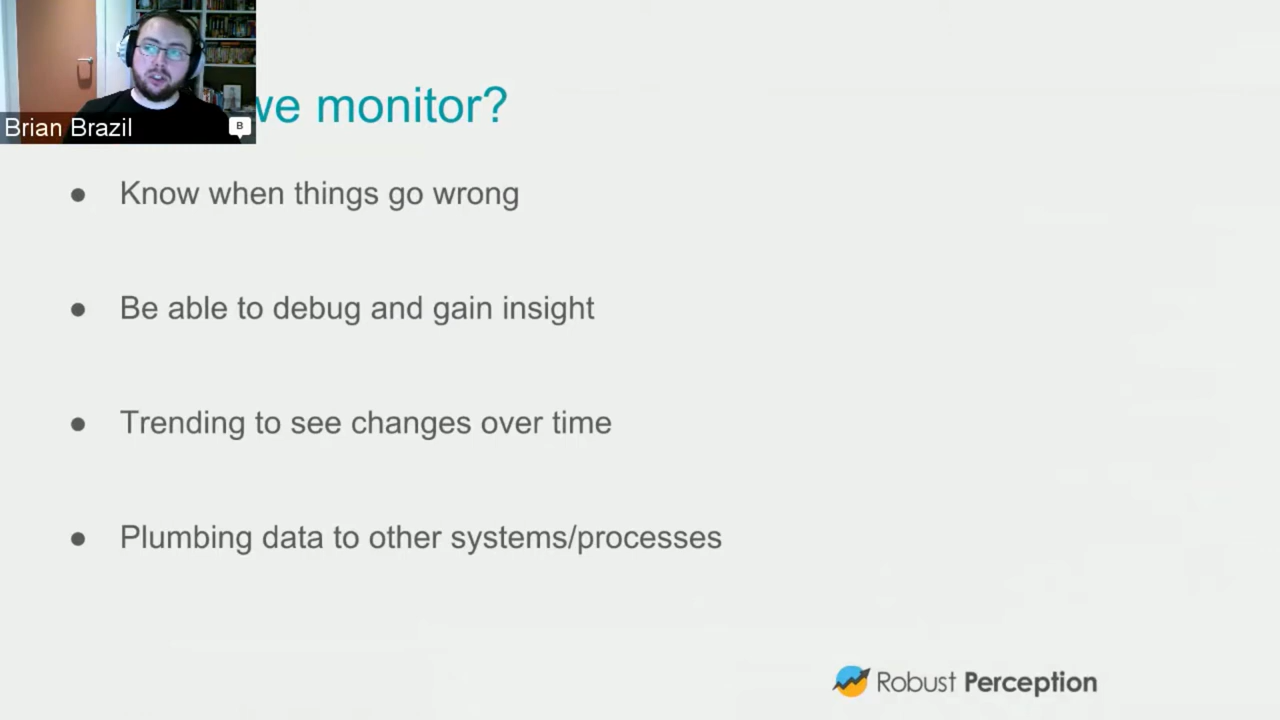 we monitor?
Brian Brazil
B
● Know when things go wrong
● Be able to debug and gain insight
● Trending to see changes over time
● Plumbing data to other systems/processes
Robust Perception